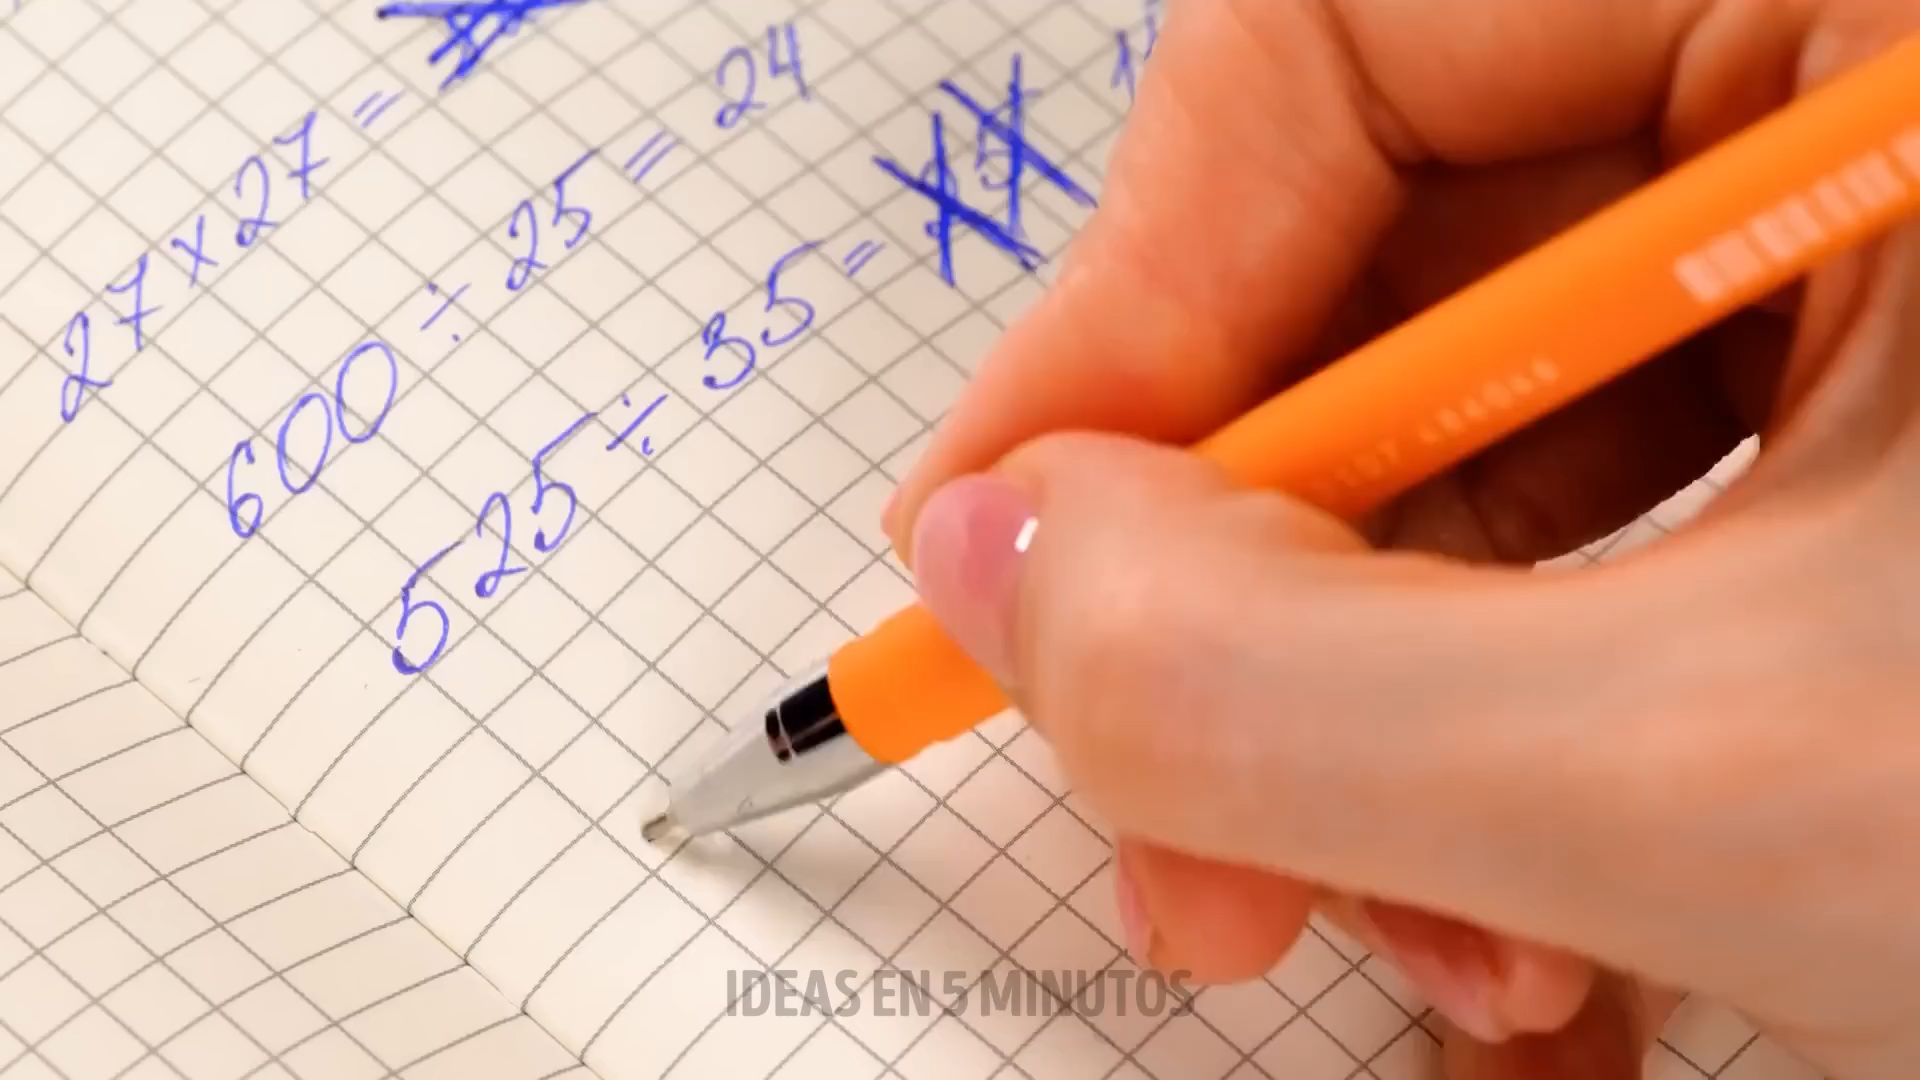 27 x 27 =
600 ÷ 25 = 24
525 ÷ 35 =
IDEAS EN 5 MINUTOS